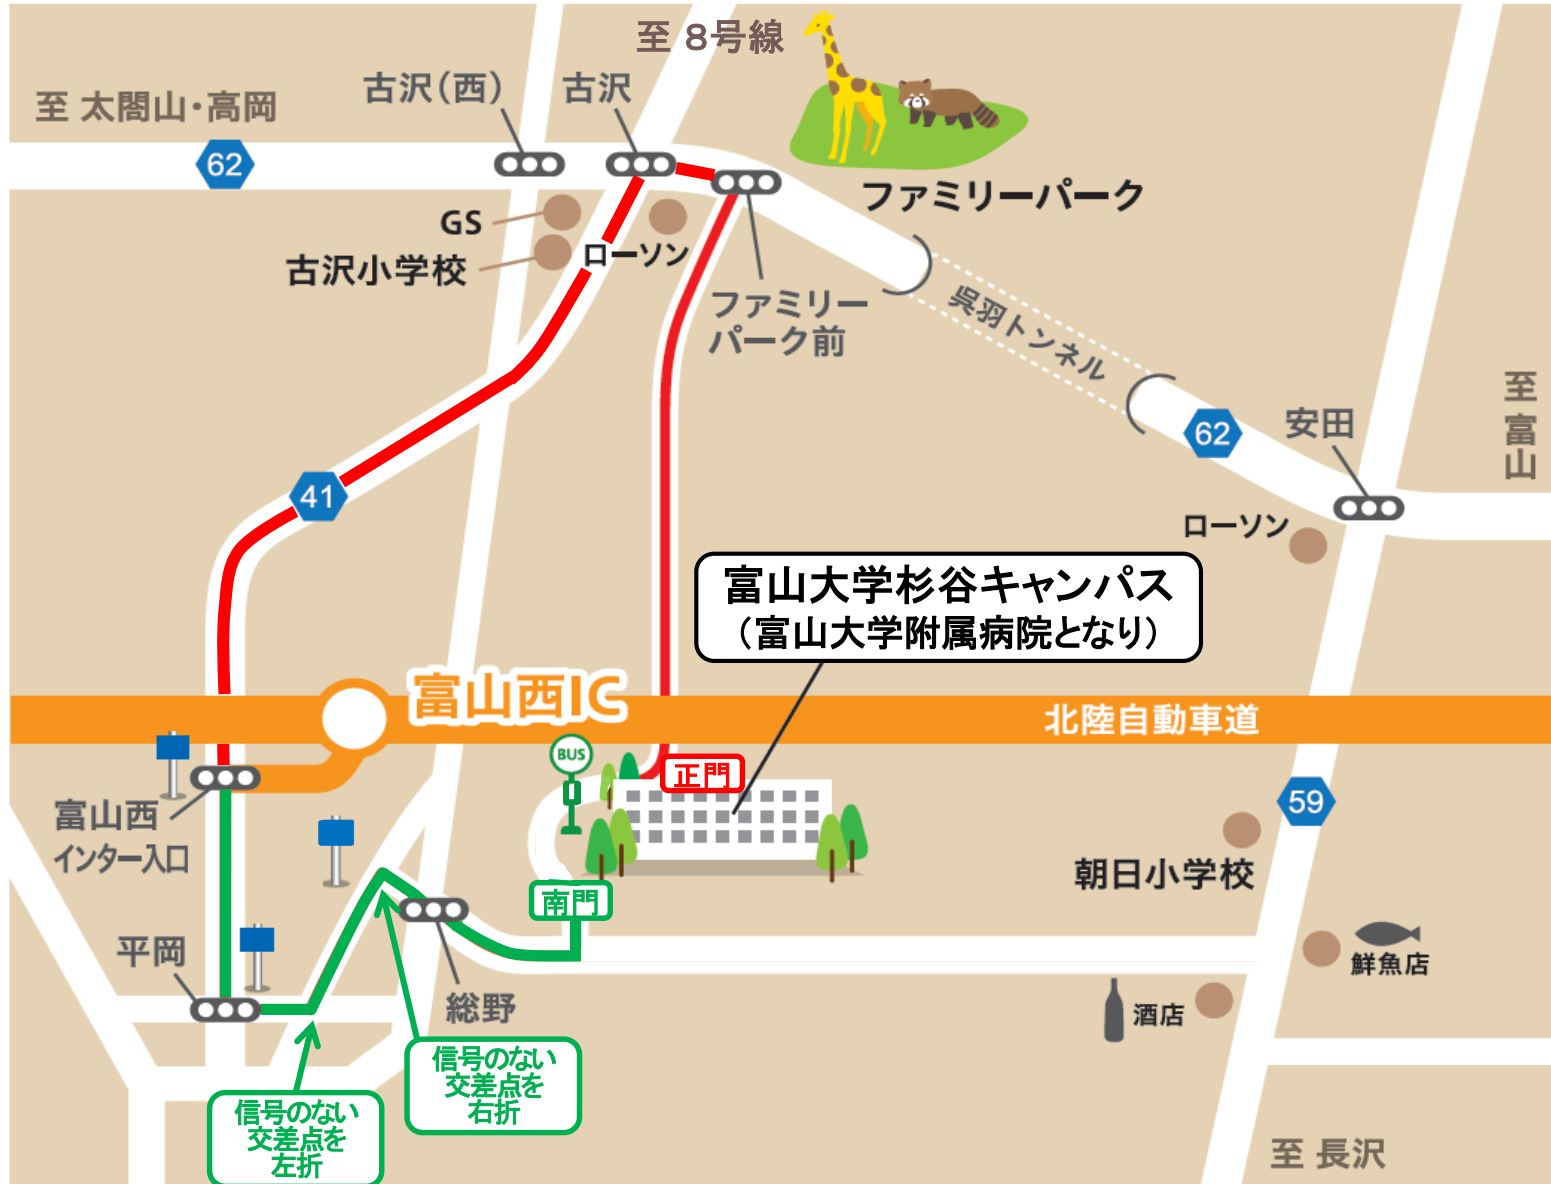 至 8号線
古沢(西)
古沢
至 太閤山・高岡
62
GS
古沢小学校
ローソン
ファミリーパーク
ファミリー
パーク前
呉羽トンネル
62
安田
至
富
山
41
ローソン
富山大学杉谷キャンパス
(富山大学附属病院となり)
富山西IC
北陸自動車道
BUS
正門
富山西
インター入口
59
朝日小学校
南門
平岡
総野
鮮魚店
酒店
信号のない
交差点を
右折
信号のない
交差点を
左折
至 長沢